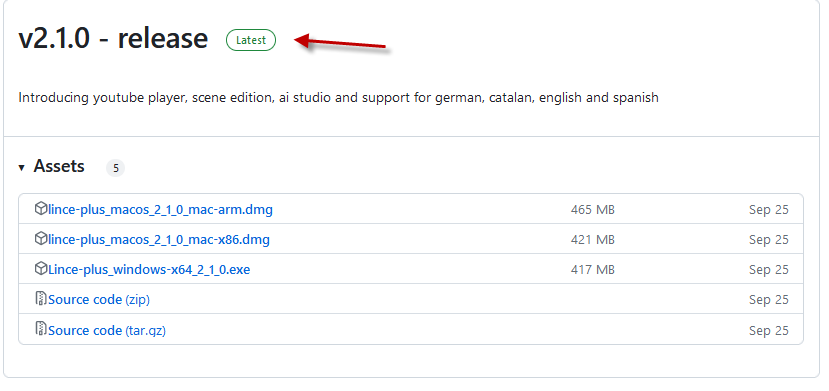 v2.1.0 - release Latest
Introducing youtube player, scene edition, ai studio and support for german, catalan, english and spanish
Assets 5
lince-plus_macos_2_1_0_mac-arm.dmg 465 MB Sep 25
lince-plus_macos_2_1_0_mac-x86.dmg 421 MB Sep 25
Lince-plus_windows-x64_2_1_0.exe 417 MB Sep 25
Source code (zip) Sep 25
Source code (tar.gz) Sep 25